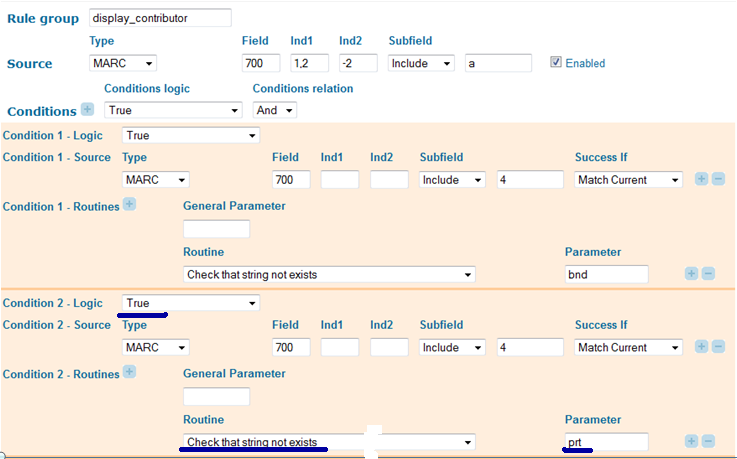 Rule group display_contributor
Type Field Ind1 Ind2 Subfield
Source MARC 700 1,2 -2 Include a Enabled
Conditions logic Conditions relation
Conditions True And
Condition 1 - Logic True
Condition 1 - Source Type Field Ind1 Ind2 Subfield Success If
MARC 700 Include 4 Match Current
Condition 1 - Routines General Parameter
Routine Parameter
Check that string not exists bnd
Condition 2 - Logic True
Condition 2 - Source Type Field Ind1 Ind2 Subfield Success If
MARC 700 Include 4 Match Current
Condition 2 - Routines General Parameter
Routine Parameter
Check that string not exists prt